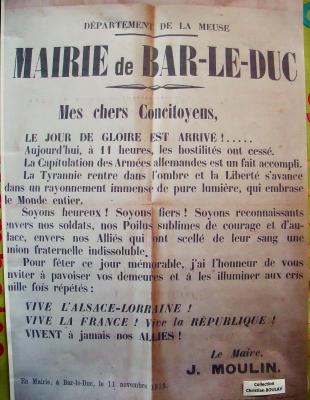 DÉPARTEMENT DE LA MEUSE
MAIRIE de BAR-LE-DUC
Mes chers Concitoyens,
LE JOUR DE GLOIRE EST ARRIVE !.....
Aujourd'hui, à 11 heures, les hostilités ont cessé.
La Capitulation des Armées allemandes est un fait accompli.
La Tyrannie rentre dans l'ombre et la Liberté s'avance
dans un rayonnement immense de pure lumière, qui embrase
le Monde entier.
Soyons heureux ! Soyons fiers ! Soyons reconnaissants
envers nos soldats, nos Poilus sublimes de courage et d'au-
dace, envers nos Alliés qui ont scellé de leur sang une
union fraternelle indissoluble.
Pour fêter ce jour mémorable, j'ai l'honneur de vous
inviter à pavoiser vos demeures et à les illuminer aux cris
mille fois répétés :
VIVE L'ALSACE-LORRAINE !
VIVE LA FRANCE ! Vive la RÉPUBLIQUE !
VIVENT à jamais nos ALLIES !
Le Maire,
J. MOULIN.
En Mairie, à Bar-le-Duc, le 11 novembre 1918.
Collection
Christian BOULAY